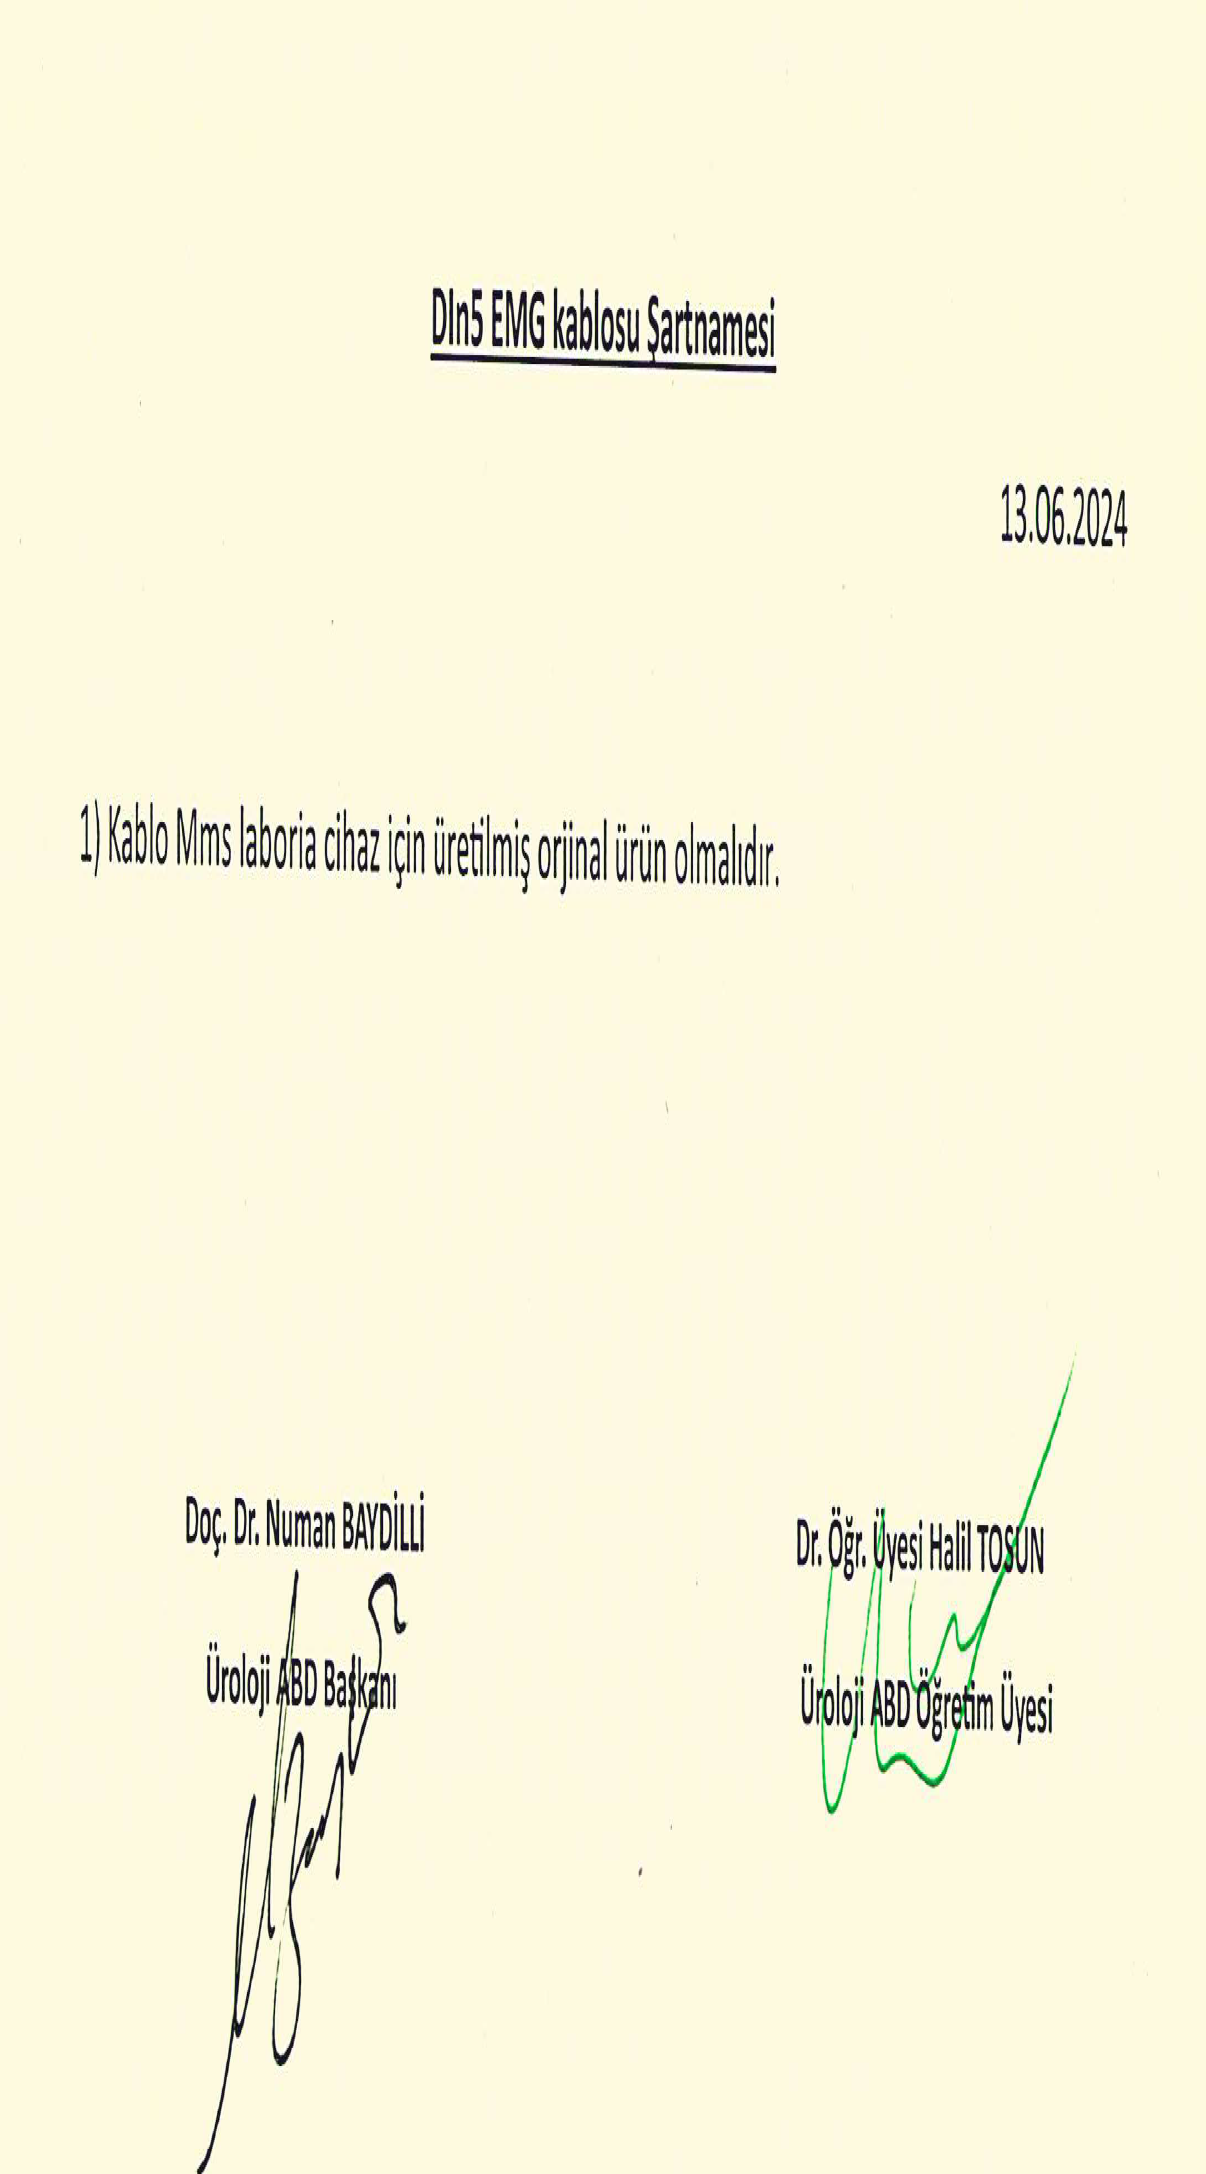 DIn5 EMG kablosu Şartnamesi
13.06.2024
1) Kablo Mms laboria cihaz için üretilmiş orjinal ürün olmalıdır.
Doç. Dr. Numan BAYDİLLİ
Dr. Öğr. Üyesi Halil TOSUN
Üroloji ABD Başkanı
Üroloji ABD Öğretim Üyesi